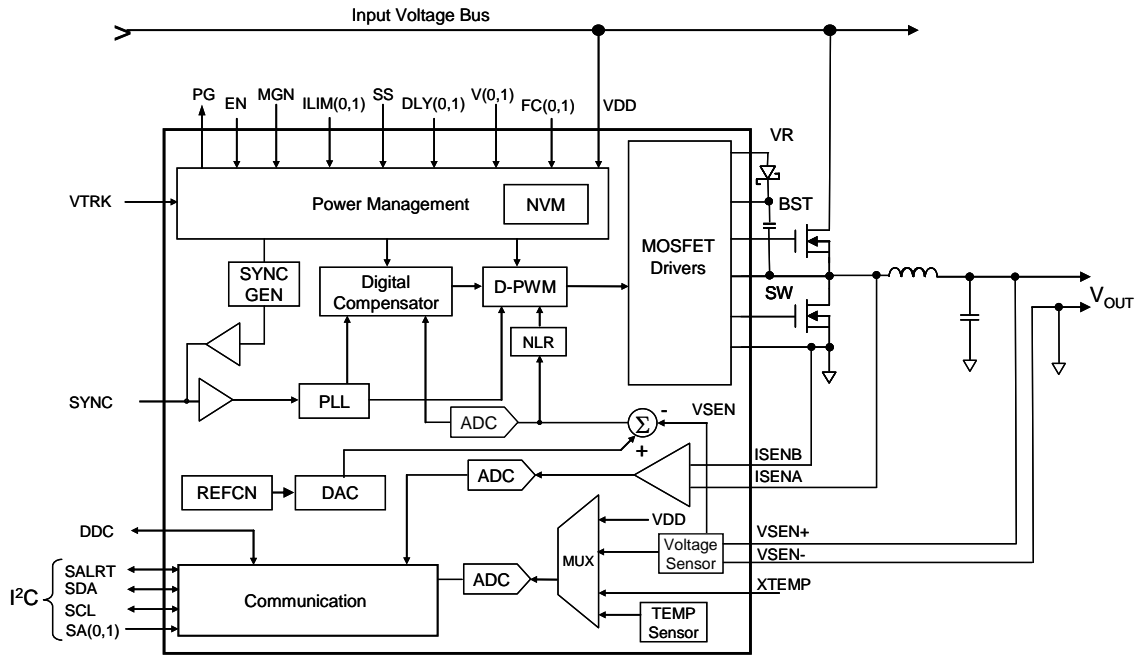 Input Voltage Bus
PG
EN
MGN
ILIM(0,1)
SS
DLY(0,1)
V(0,1)
FC(0,1)
VDD
VR
VTRK
Power Management
NVM
BST
MOSFET
Drivers
SYNC
GEN
Digital
Compensator
D-PWM
SW
VOUT
NLR
SYNC
PLL
ADC
Σ
-
+
VSEN
ISENB
ISENA
ADC
REFCN
DAC
DDC
VDD
VSEN+
VSEN-
Voltage
Sensor
MUX
I²C
SALRT
SDA
SCL
SA(0,1)
Communication
ADC
XTEMP
TEMP
Sensor